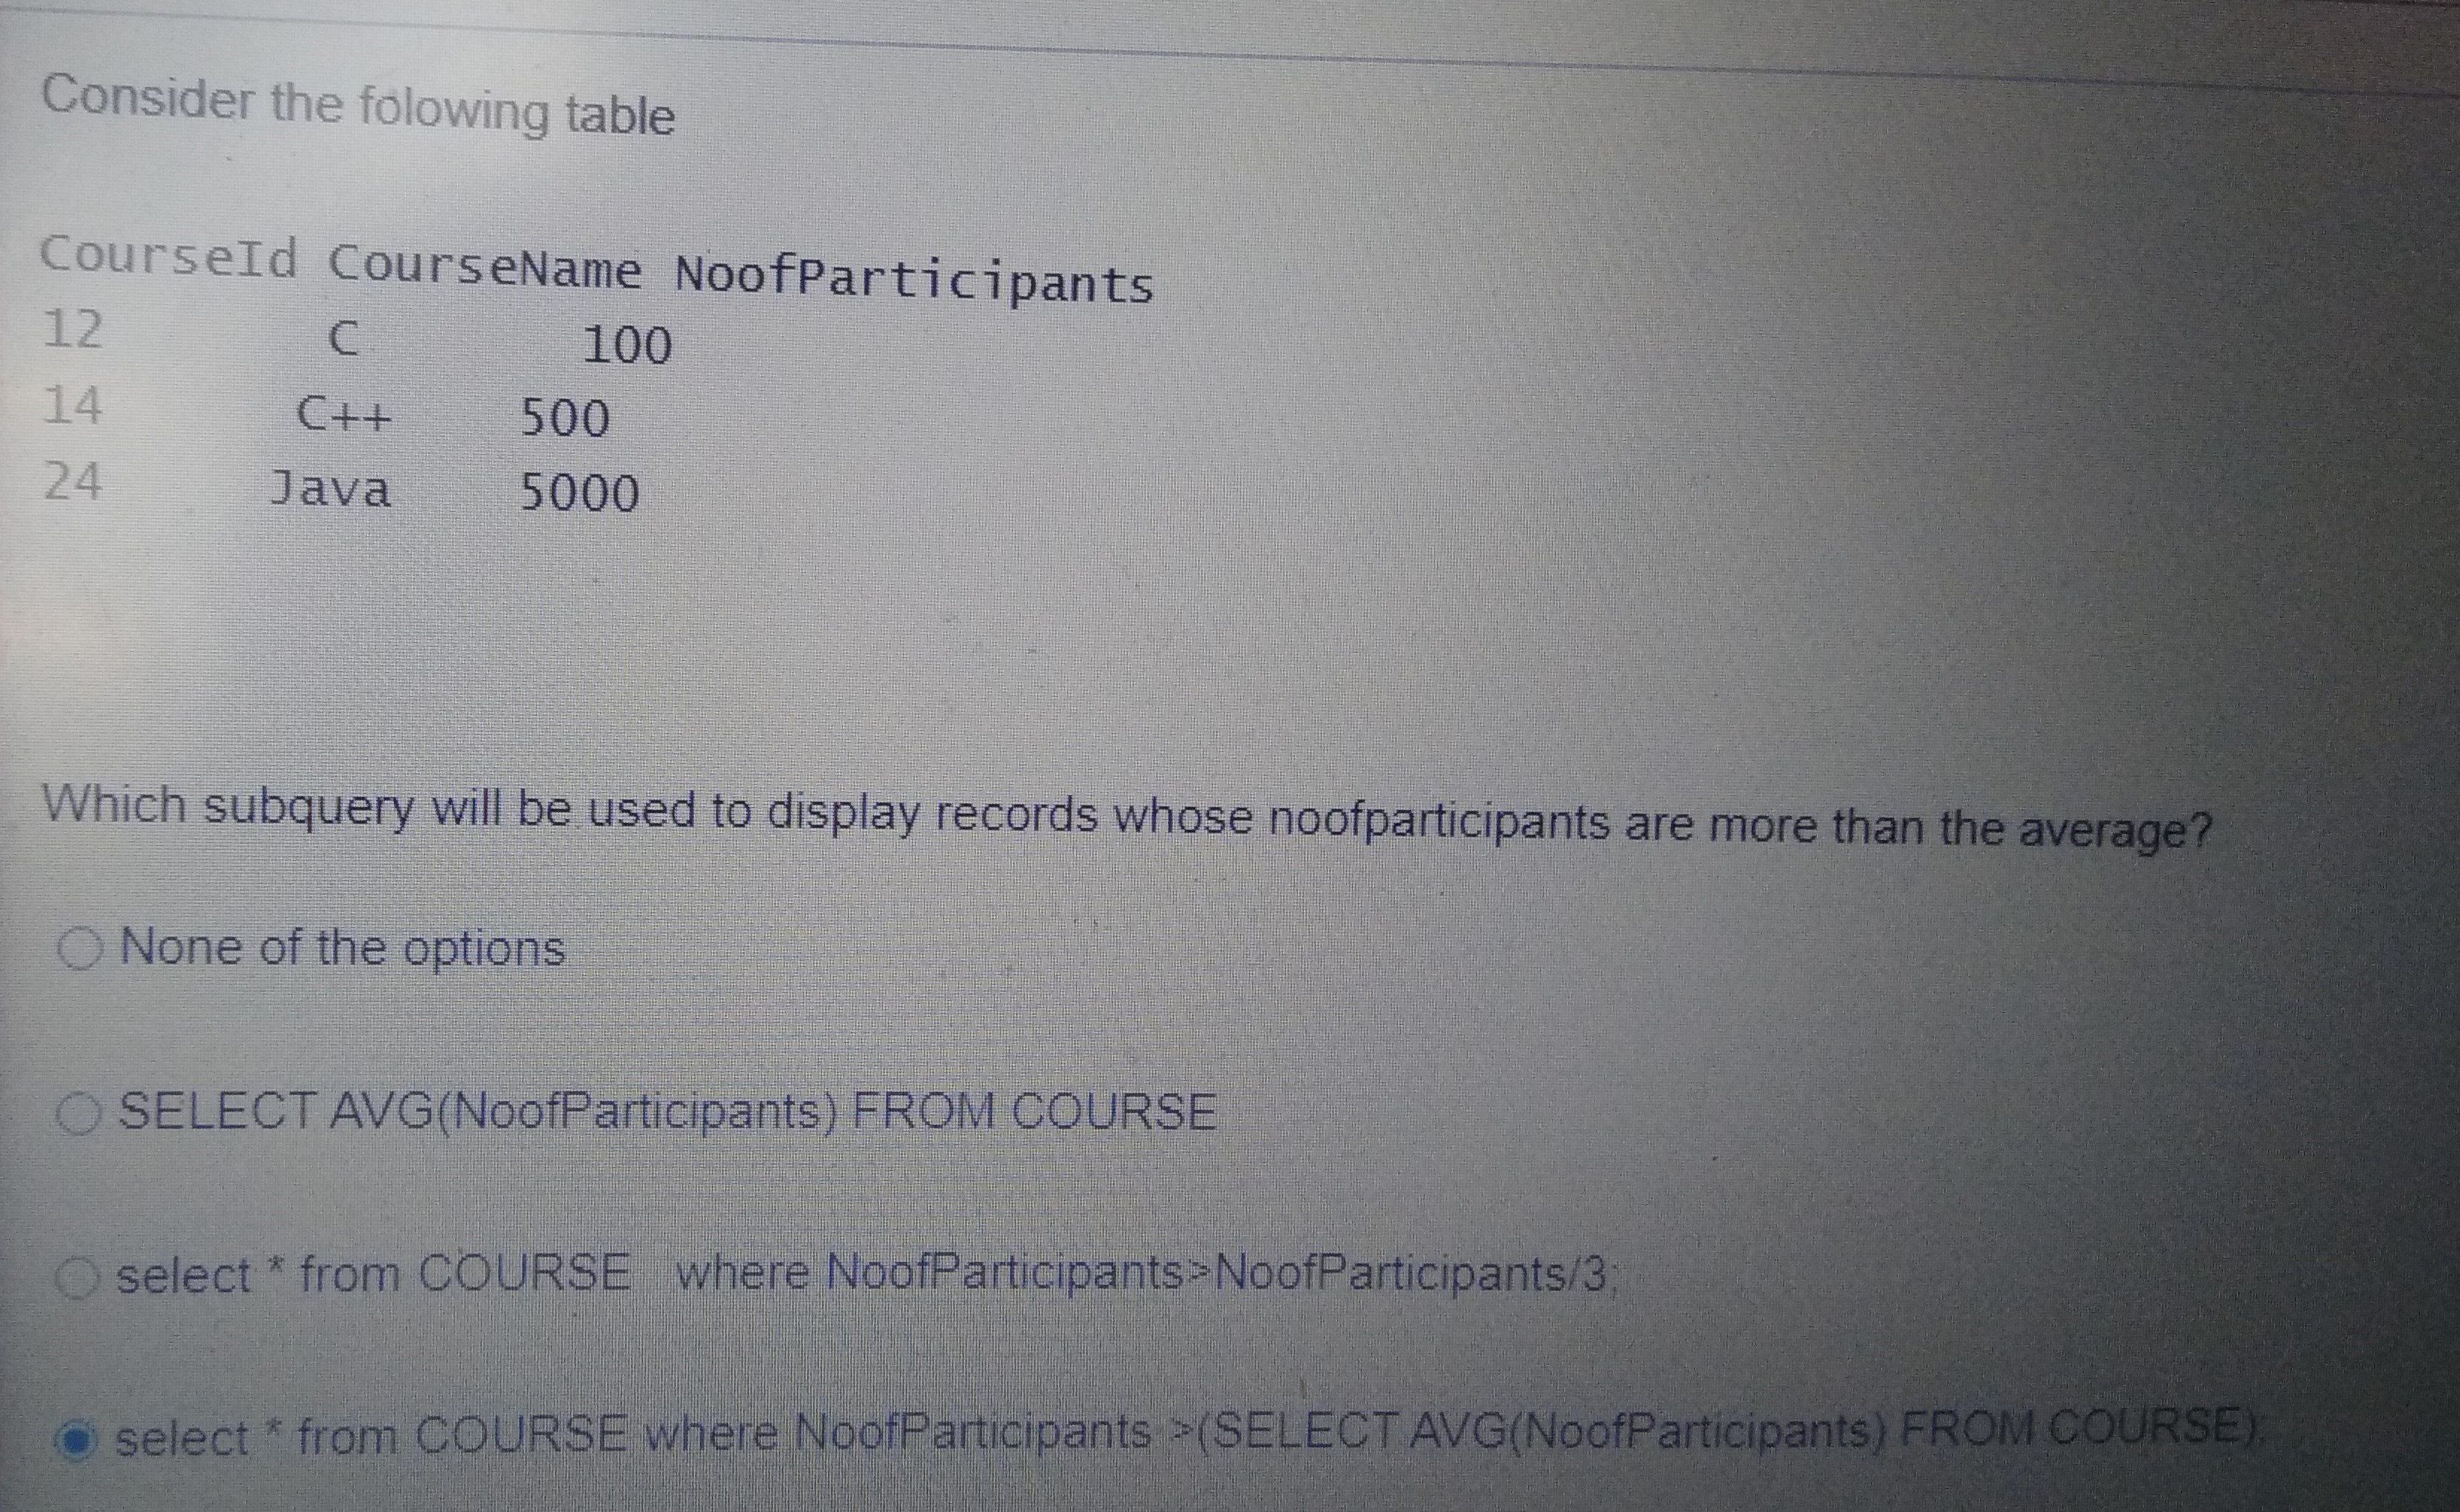 Consider the folowing table
CourseId CourseName NoofParticipants
12 C 100
14 C++ 500
24 Java 5000
Which subquery will be used to display records whose noofparticipants are more than the average?
None of the options
SELECT AVG(NoofParticipants) FROM COURSE
select * from COURSE where NoofParticipants>NoofParticipants/3;
select * from COURSE where NoofParticipants >(SELECT AVG(NoofParticipants) FROM COURSE);